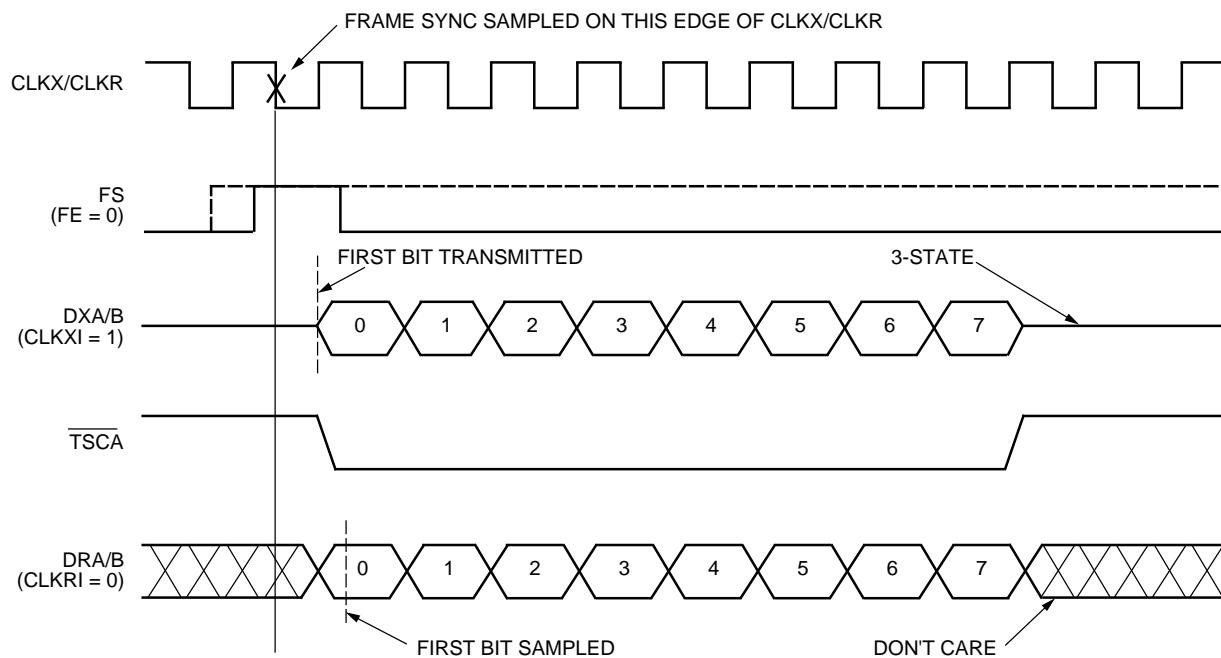 FRAME SYNC SAMPLED ON THIS EDGE OF CLKX/CLKR
CLKX/CLKR
FS
(FE = 0)
FIRST BIT TRANSMITTED
3-STATE
DXA/B
(CLKXI = 1)
0 1 2 3 4 5 6 7
TSCA
DRA/B
(CLKRI = 0)
0 1 2 3 4 5 6 7
FIRST BIT SAMPLED
DON'T CARE